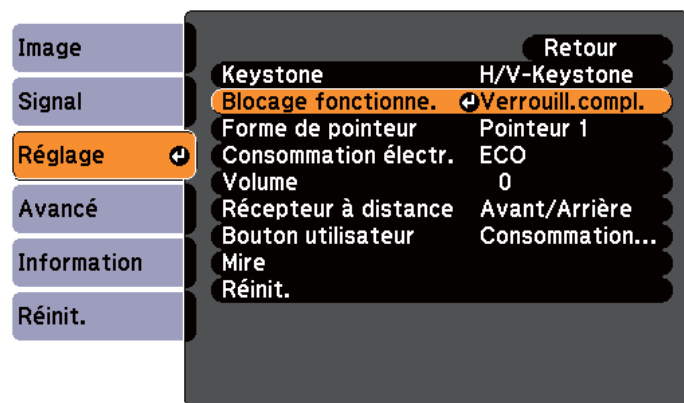 Image
Signal
Réglage
Avancé
Information
Réinit.
Retour
Keystone H/V-Keystone
Blocage fonctionne. Verrouill.compl.
Forme de pointeur Pointeur 1
Consommation électr. ECO
Volume 0
Récepteur à distance Avant/Arrière
Bouton utilisateur Consommation...
Mire
Réinit.